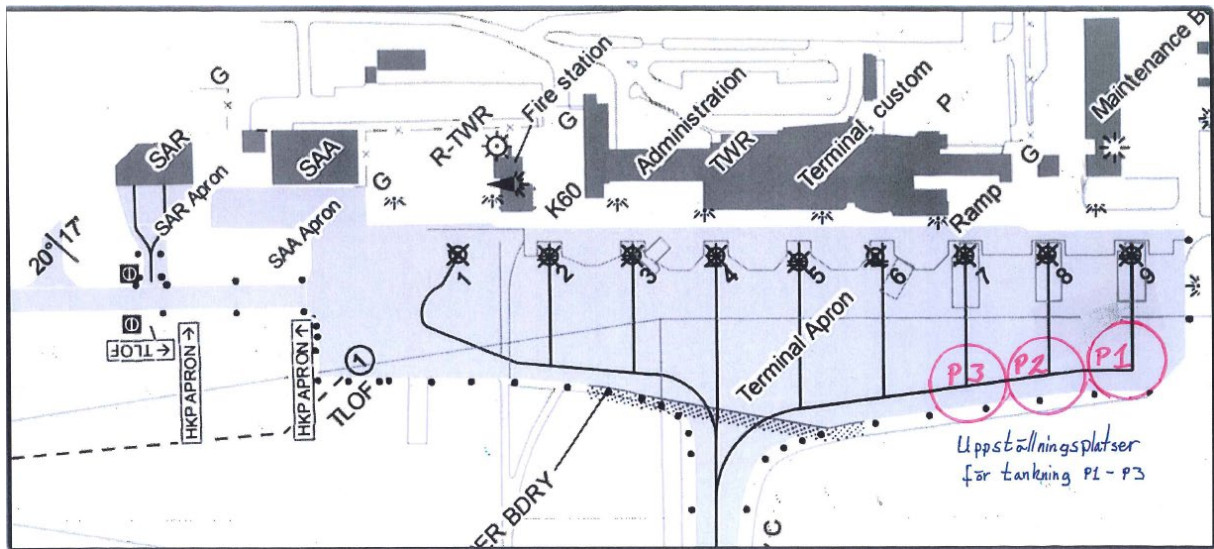 G
SAR
SAA
R-TWR
Fire station
G
Administration
TWR
Terminal, custom
P
Maintenance
G
G
K60
Ramp
SAR Apron
SAA Apron
20° 17'
1
2
3
4
5
6
7
8
9
TLOF →
HKP APRON →
HKP APRON →
1
TLOF
Terminal Apron
P3
P2
P1
Uppställningsplatser
för tankning P1 - P3
BDRY
C